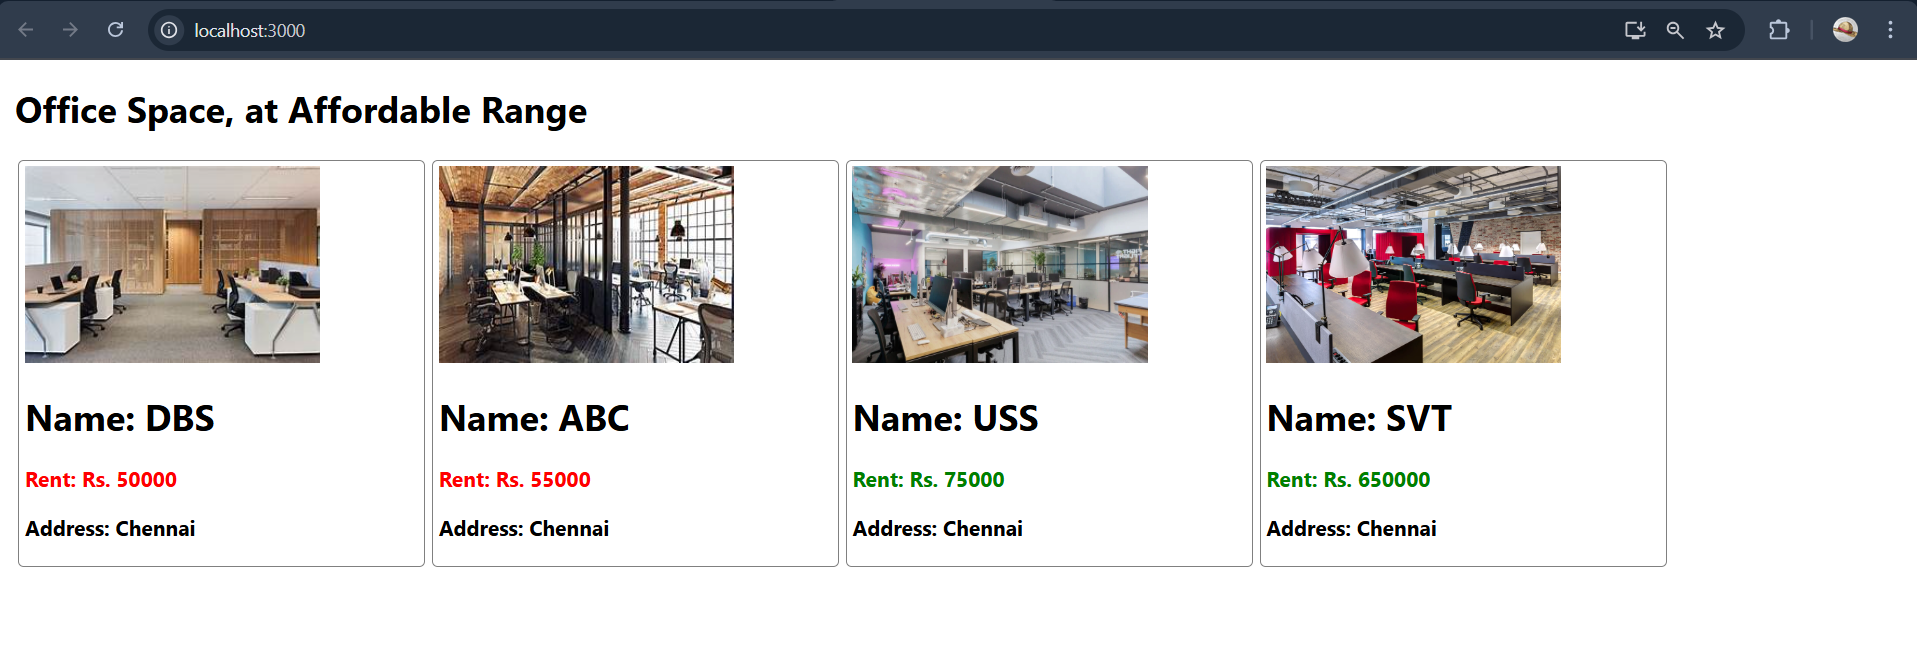 localhost:3000
Office Space, at Affordable Range
Name: DBS
Rent: Rs. 50000
Address: Chennai
Name: ABC
Rent: Rs. 55000
Address: Chennai
Name: USS
Rent: Rs. 75000
Address: Chennai
Name: SVT
Rent: Rs. 650000
Address: Chennai